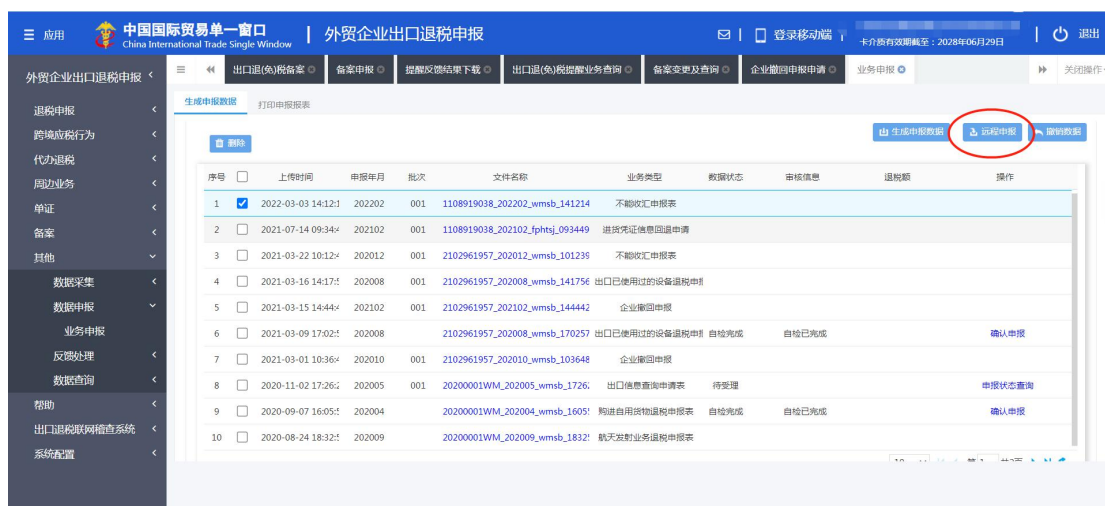 应用 中国国际贸易单一窗口 | 外贸企业出口退税申报 登录移动端 卡介质有效期截至：2028年06月29日 退出
China International Trade Single Window
外贸企业出口退税申报 出口退(免)税备案 备案申报 提醒反馈结果下载 出口退(免)税提醒业务查询 备案变更及查询 企业撤回申报申请 业务申报 关闭操作
退税申报
跨境应税行为
代办退税
周边业务
单证
备案
其他
数据采集
数据申报
业务申报
反馈处理
数据查询
帮助
出口退税联网稽查系统
系统配置
生成申报数据 打印申报报表
删除 生成申报数据 远程申报 撤销数据
序号 上传时间 申报年月 批次 文件名称 业务类型 数据状态 审核信息 退税额 操作
1 2022-03-03 14:12:1 202202 001 1108919038_202202_wmsb_141214 不能收汇申报表
2 2021-07-14 09:34:4 202102 001 1108919038_202102_fphtsj_093449 进货凭证信息回退申请
3 2021-03-22 10:12:4 202012 001 2102961957_202012_wmsb_101239 不能收汇申报表
4 2021-03-16 14:17:5 202008 001 2102961957_202008_wmsb_141756 出口已使用过的设备退税申报
5 2021-03-15 14:44:4 202102 001 2102961957_202102_wmsb_144442 企业撤回申报
6 2021-03-09 17:02:5 202008 2102961957_202008_wmsb_170257 出口已使用过的设备退税申报 自检完成 自检已完成 确认申报
7 2021-03-01 10:36:4 202010 001 2102961957_202010_wmsb_103648 企业撤回申报
8 2020-11-02 17:26:2 202005 001 20200001WM_202005_wmsb_1726 出口信息查询申请表 待受理 申报状态查询
9 2020-09-07 16:05:5 202004 20200001WM_202004_wmsb_1605 购进自用货物退税申报表 自检完成 自检已完成 确认申报
10 2020-08-24 18:32:5 202009 20200001WM_202009_wmsb_1832 航天发射业务退税申报表